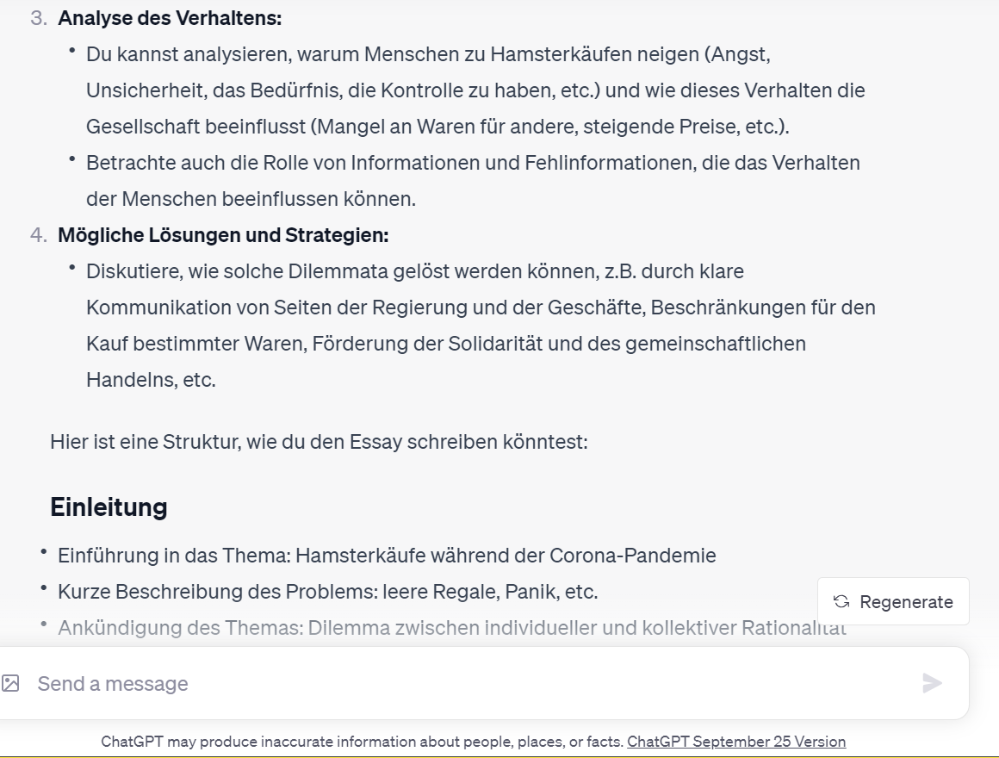 3. Analyse des Verhaltens:
• Du kannst analysieren, warum Menschen zu Hamsterkäufen neigen (Angst,
Unsicherheit, das Bedürfnis, die Kontrolle zu haben, etc.) und wie dieses Verhalten die
Gesellschaft beeinflusst (Mangel an Waren für andere, steigende Preise, etc.).
• Betrachte auch die Rolle von Informationen und Fehlinformationen, die das Verhalten
der Menschen beeinflussen können.
4. Mögliche Lösungen und Strategien:
• Diskutiere, wie solche Dilemmata gelöst werden können, z.B. durch klare
Kommunikation von Seiten der Regierung und der Geschäfte, Beschränkungen für den
Kauf bestimmter Waren, Förderung der Solidarität und des gemeinschaftlichen
Handelns, etc.
Hier ist eine Struktur, wie du den Essay schreiben könntest:
Einleitung
• Einführung in das Thema: Hamsterkäufe während der Corona-Pandemie
• Kurze Beschreibung des Problems: leere Regale, Panik, etc.
Regenerate
• Ankündigung des Themas: Dilemma zwischen individueller und kollektiver Rationalität
Send a message
ChatGPT may produce inaccurate information about people, places, or facts. ChatGPT September 25 Version